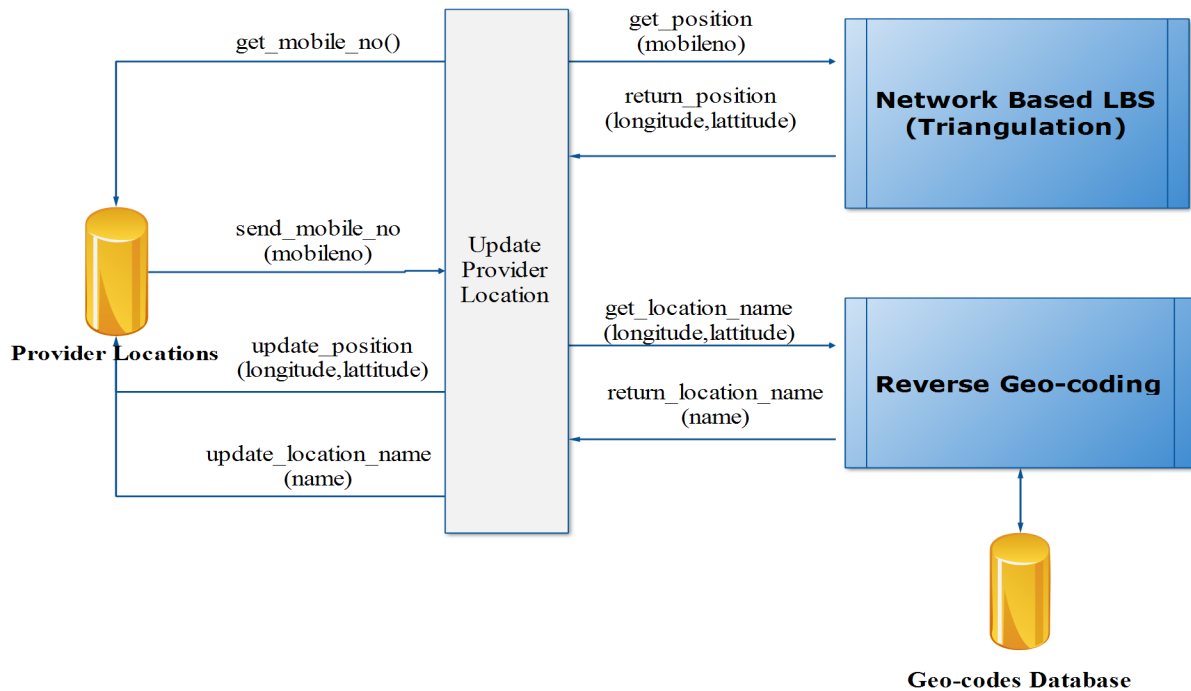 get_mobile_no()
get_position
(mobileno)
return_position
(longitude,lattitude)
Network Based LBS
(Triangulation)
send_mobile_no
(mobileno)
Update
Provider
Location
Provider Locations
update_position
(longitude,lattitude)
get_location_name
(longitude,lattitude)
return_location_name
(name)
Reverse Geo-coding
update_location_name
(name)
Geo-codes Database